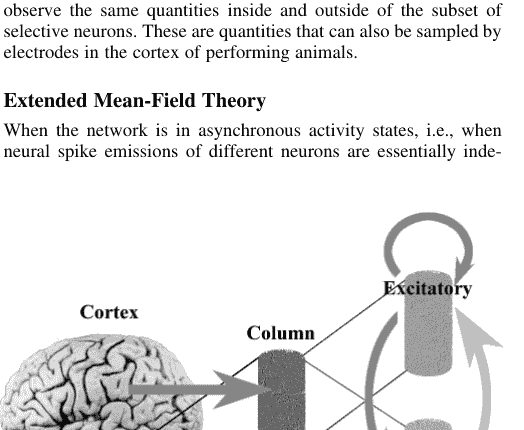 observe the same quantities inside and outside of the subset of
selective neurons. These are quantities that can also be sampled by
electrodes in the cortex of performing animals.
Extended Mean-Field Theory
When the network is in asynchronous activity states, i.e., when
neural spike emissions of different neurons are essentially inde-
Excitatory
Cortex
Column